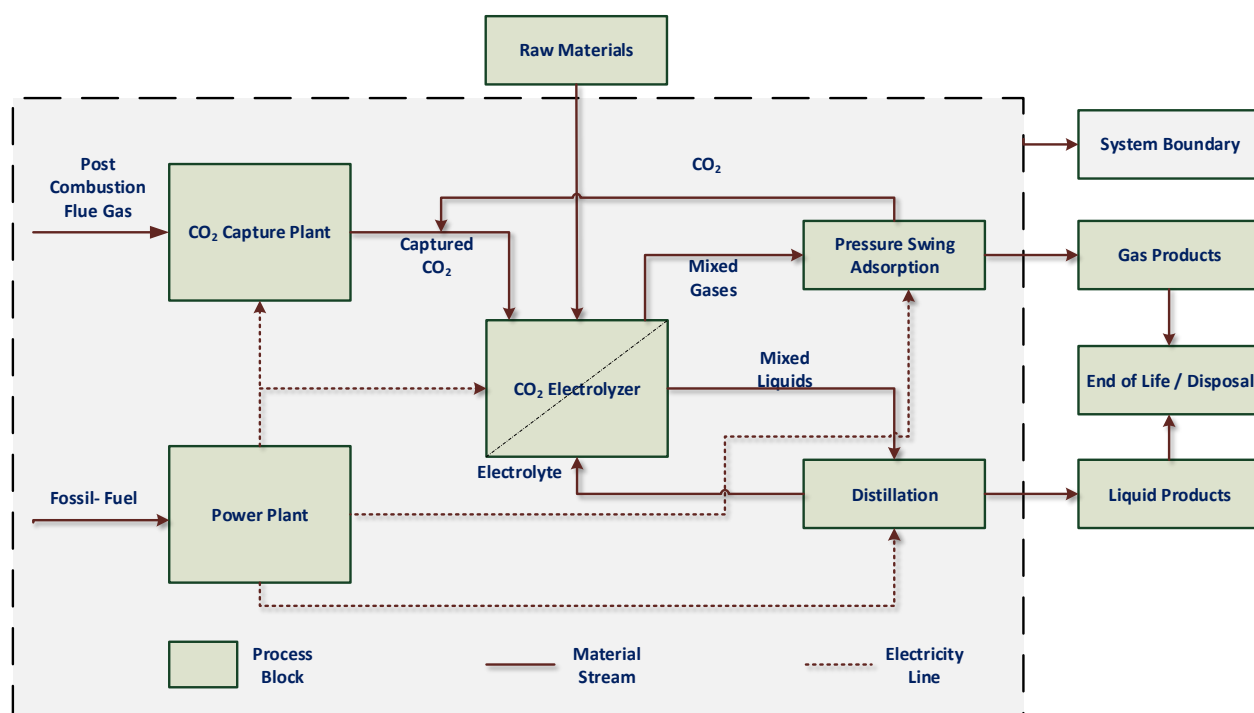 Raw Materials
System Boundary
Post
Combustion
Flue Gas
CO₂
CO₂ Capture Plant
Captured
CO₂
Pressure Swing
Adsorption
Gas Products
Mixed
Gases
Mixed
Liquids
CO₂ Electrolyzer
End of Life / Disposal
Electrolyte
Fossil- Fuel
Power Plant
Distillation
Liquid Products
Process
Block
Material
Stream
Electricity
Line